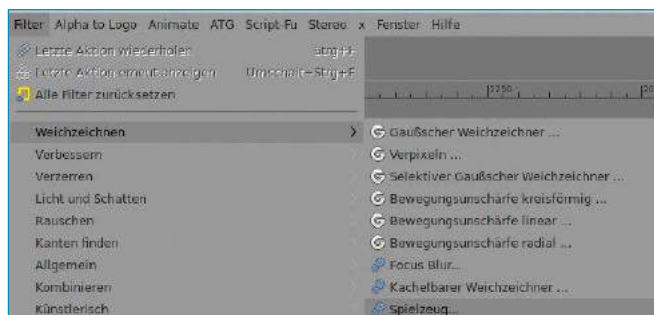 Filter Alpha to Logo Animate ATG Script-Fu Stereo x Fenster Hilfe
Letzte Aktion wiederholen Strg+F
Letzte Aktion erneut anzeigen Umschalt+Strg+F
Alle Filter zurücksetzen
2250
Weichzeichnen
Verbessern
Verzerren
Licht und Schatten
Rauschen
Kanten finden
Allgemein
Kombinieren
Künstlerisch
Gaußscher Weichzeichner ...
Verpixeln ...
Selektiver Gaußscher Weichzeichner ...
Bewegungsunschärfe kreisförmig ...
Bewegungsunschärfe linear ...
Bewegungsunschärfe radial ...
Focus Blur...
Kachelbarer Weichzeichner ...
Spielzeug...